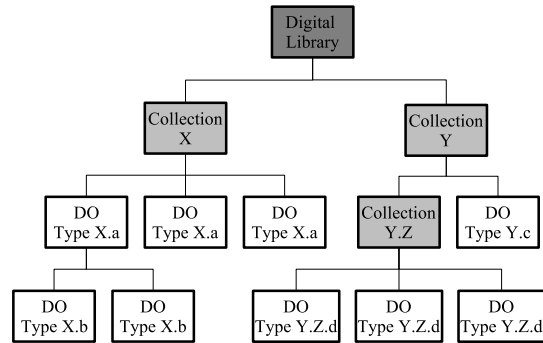 Digital
Library
Collection
X
Collection
Y
DO
Type X.a
DO
Type X.a
DO
Type X.a
Collection
Y.Z
DO
Type Y.c
DO
Type X.b
DO
Type X.b
DO
Type Y.Z.d
DO
Type Y.Z.d
DO
Type Y.Z.d